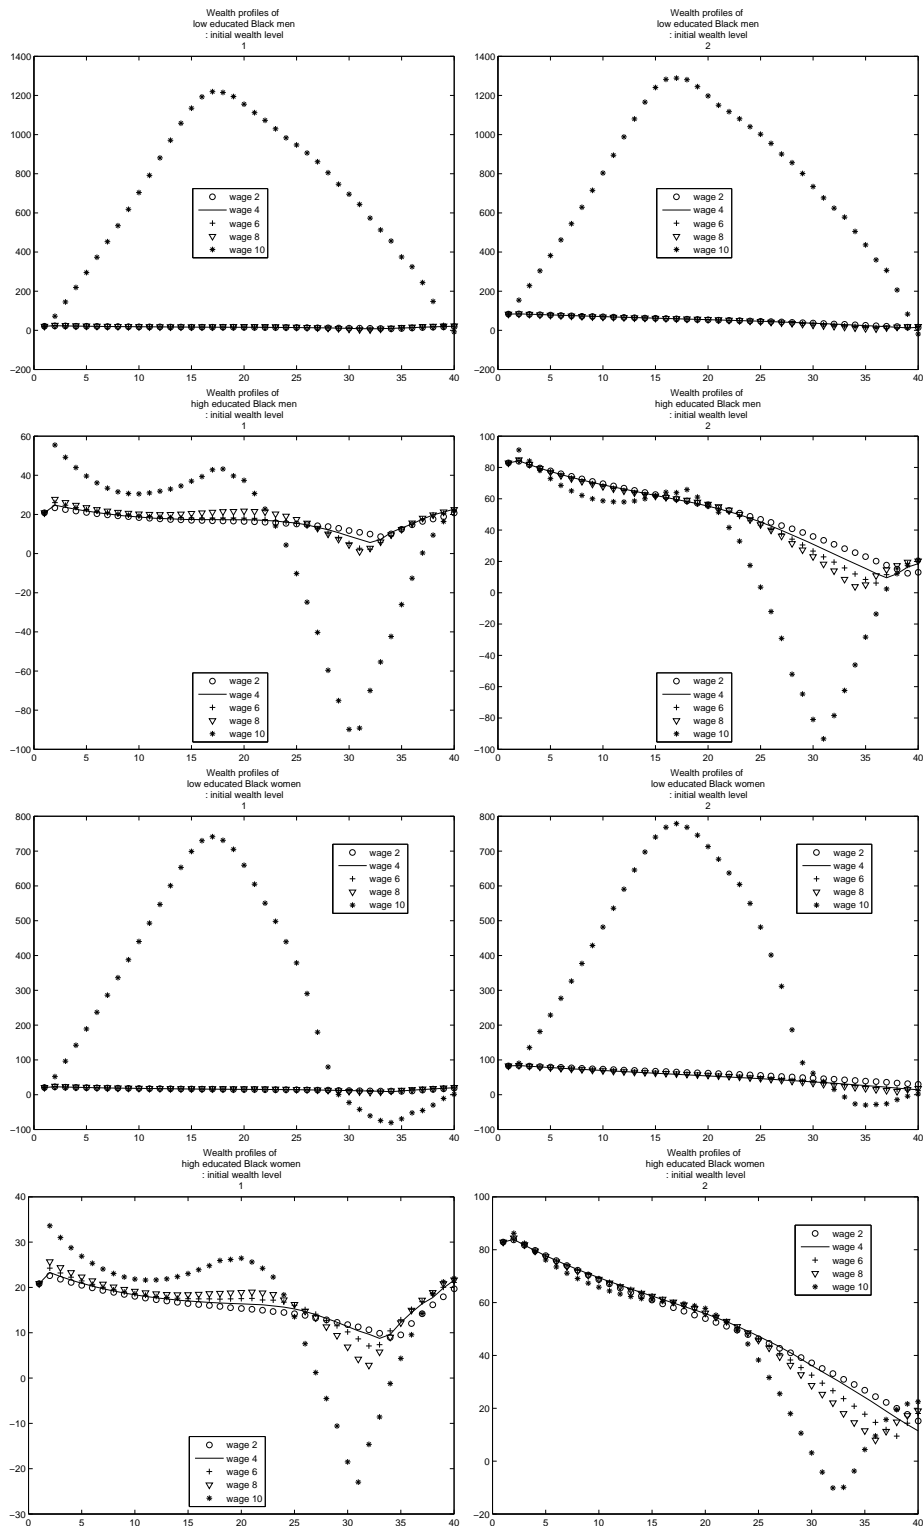 Wealth profiles of
low educated Black men
: initial wealth level
1
1400
1200
1000
800
600
400
200
0
−200
0 5 10 15 20 25 30 35 40
wage 2
wage 4
wage 6
wage 8
wage 10
Wealth profiles of
low educated Black men
: initial wealth level
2
1400
1200
1000
800
600
400
200
0
−200
0 5 10 15 20 25 30 35 40
wage 2
wage 4
wage 6
wage 8
wage 10
Wealth profiles of
high educated Black men
: initial wealth level
1
60
40
20
0
−20
−40
−60
−80
−100
0 5 10 15 20 25 30 35 40
wage 2
wage 4
wage 6
wage 8
wage 10
Wealth profiles of
high educated Black men
: initial wealth level
2
100
80
60
40
20
0
−20
−40
−60
−80
−100
0 5 10 15 20 25 30 35 40
wage 2
wage 4
wage 6
wage 8
wage 10
Wealth profiles of
low educated Black women
: initial wealth level
1
800
700
600
500
400
300
200
100
0
−100
0 5 10 15 20 25 30 35 40
wage 2
wage 4
wage 6
wage 8
wage 10
Wealth profiles of
low educated Black women
: initial wealth level
2
800
700
600
500
400
300
200
100
0
−100
0 5 10 15 20 25 30 35 40
wage 2
wage 4
wage 6
wage 8
wage 10
Wealth profiles of
high educated Black women
: initial wealth level
1
40
30
20
10
0
−10
−20
−30
0 5 10 15 20 25 30 35 40
wage 2
wage 4
wage 6
wage 8
wage 10
Wealth profiles of
high educated Black women
: initial wealth level
2
100
80
60
40
20
0
−20
0 5 10 15 20 25 30 35 40
wage 2
wage 4
wage 6
wage 8
wage 10